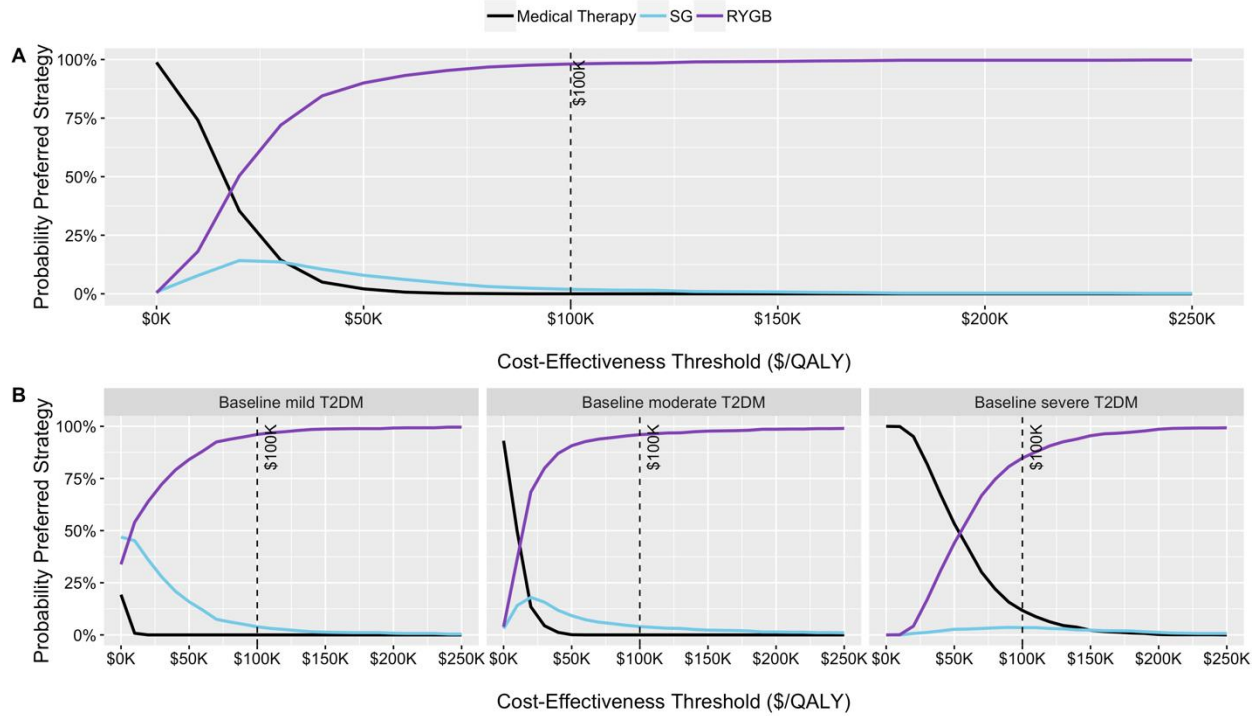 Medical Therapy SG RYGB
A
Probability Preferred Strategy
100%
75%
50%
25%
0%
$100K
$0K $50K $100K $150K $200K $250K
Cost-Effectiveness Threshold ($/QALY)
B
Baseline mild T2DM Baseline moderate T2DM Baseline severe T2DM
Probability Preferred Strategy
100%
75%
50%
25%
0%
$100K $100K $100K
$0K $50K $100K $150K $200K $250K $0K $50K $100K $150K $200K $250K $0K $50K $100K $150K $200K $250K
Cost-Effectiveness Threshold ($/QALY)